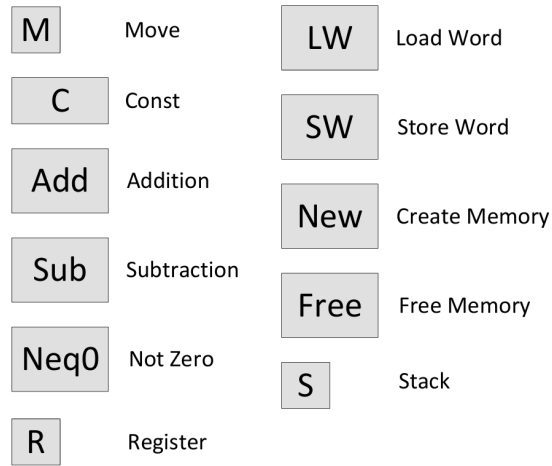 M Move
C Const
Add Addition
Sub Subtraction
Neq0 Not Zero
R Register
LW Load Word
SW Store Word
New Create Memory
Free Free Memory
S Stack